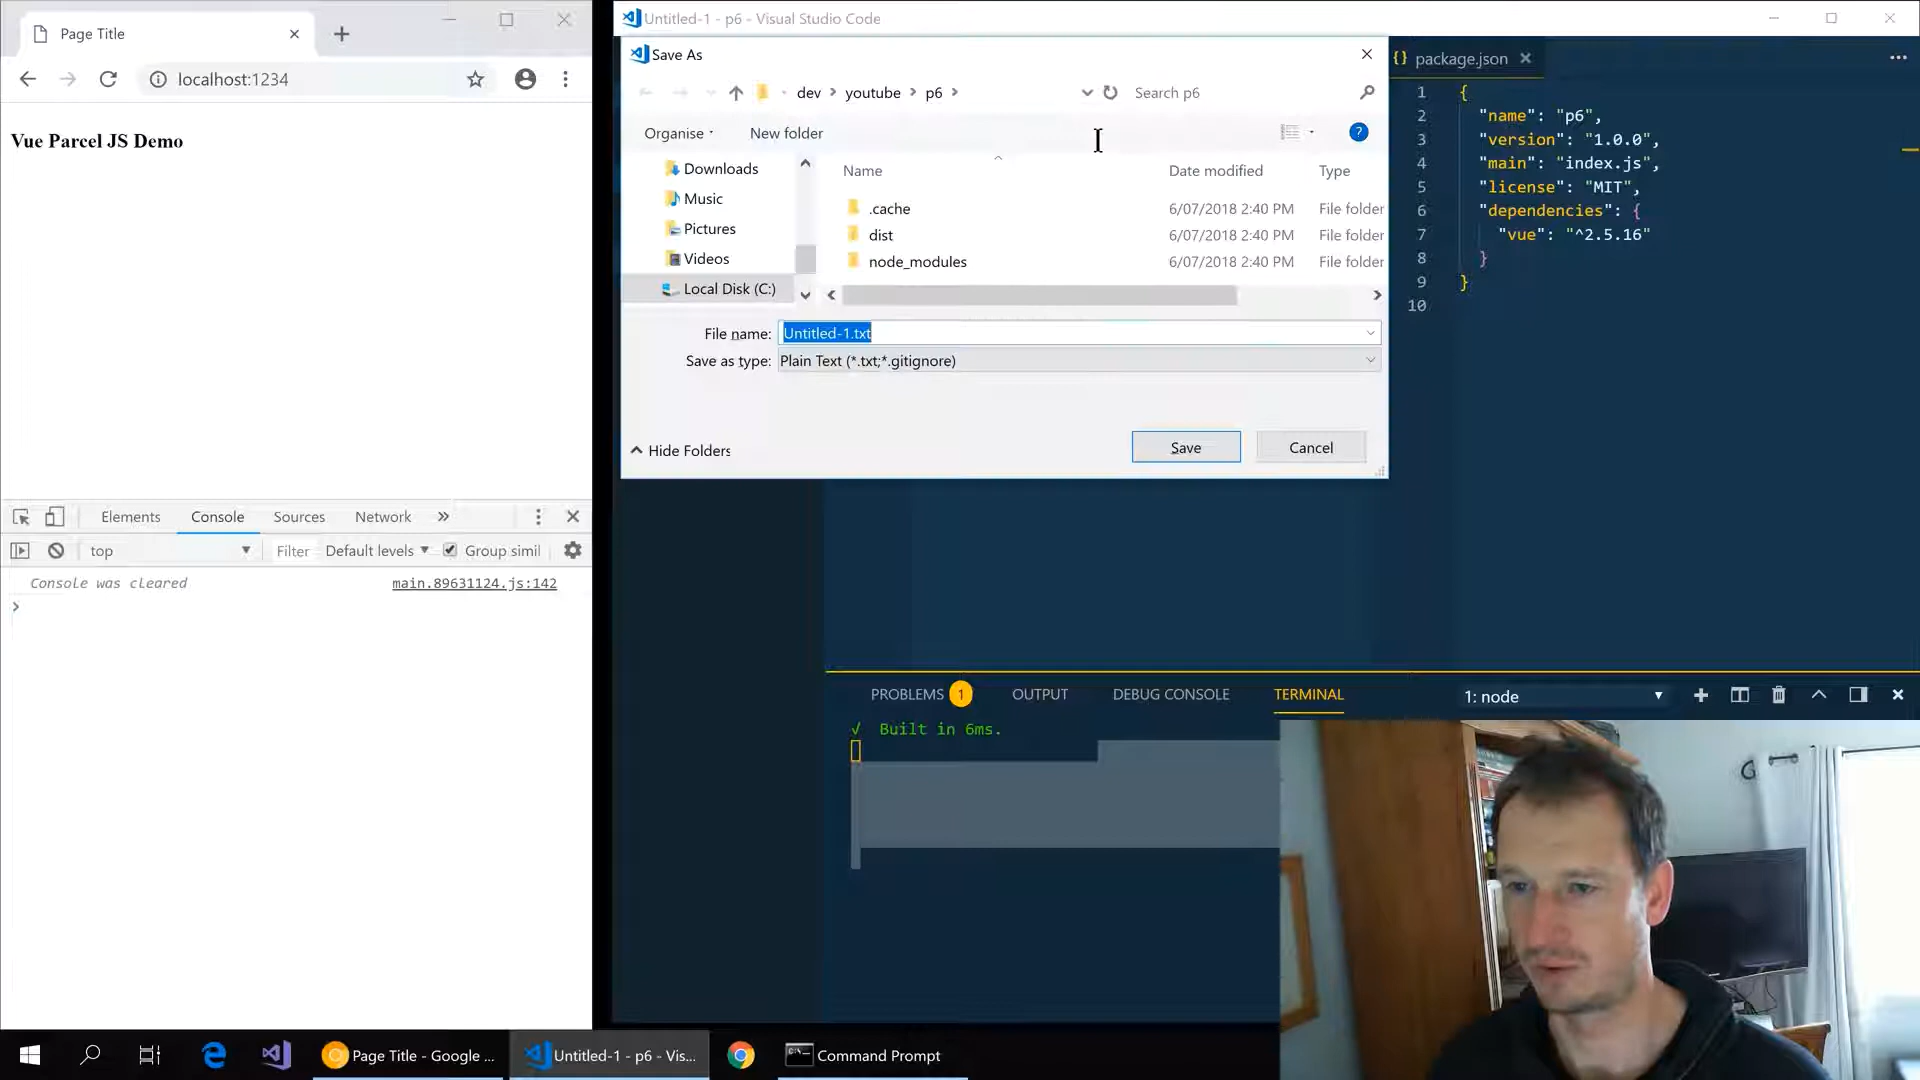 Page Title
localhost:1234
Vue Parcel JS Demo
Elements Console Sources Network »
top Filter Default levels Group simil
Console was cleared main.89631124.js:142
>
Untitled-1 - p6 - Visual Studio Code
Save As
dev > youtube > p6 >
Search p6
Organise New folder
Downloads
Music
Pictures
Videos
Local Disk (C:)
Name Date modified Type
.cache 6/07/2018 2:40 PM File folder
dist 6/07/2018 2:40 PM File folder
node_modules 6/07/2018 2:40 PM File folder
File name: Untitled-1.txt
Save as type: Plain Text (*.txt;*.gitignore)
Hide Folders
Save Cancel
{} package.json
1 {
2 "name": "p6",
3 "version": "1.0.0",
4 "main": "index.js",
5 "license": "MIT",
6 "dependencies": {
7 "vue": "^2.5.16"
8 }
9 }
10
PROBLEMS 1 OUTPUT DEBUG CONSOLE TERMINAL 1: node
√ Built in 6ms.
Page Title - Google ...
Untitled-1 - p6 - Vis...
Command Prompt